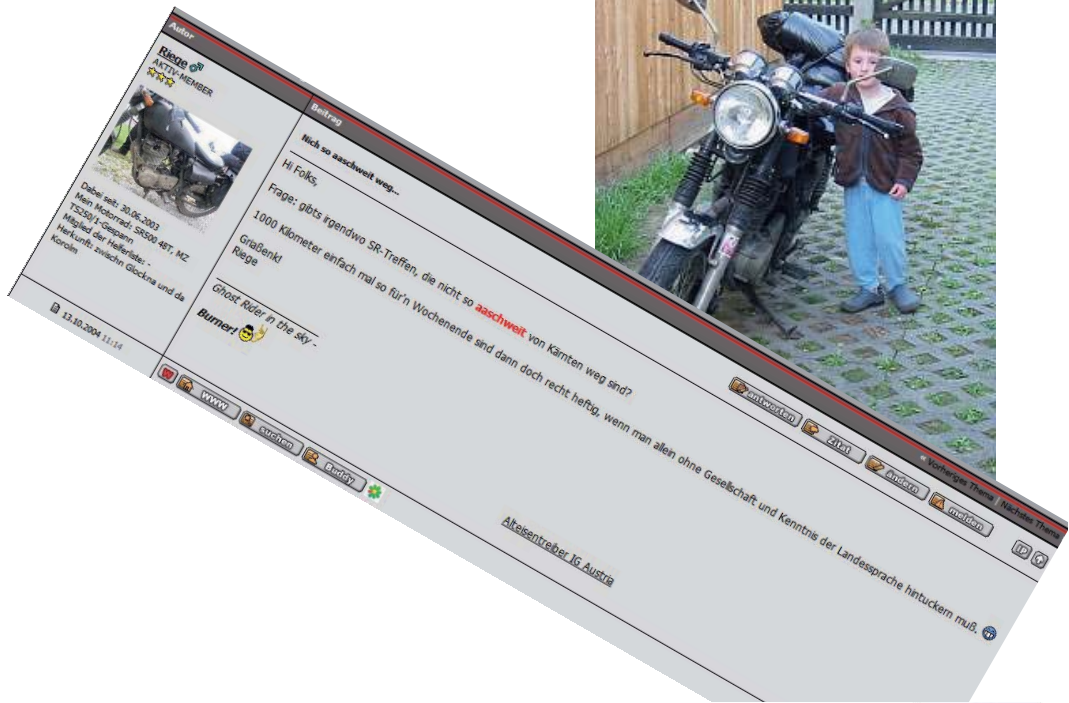 Autor
Riege
AKTIV-MEMBER
Dabei seit: 30.06.2003
Mein Motorrad: SR500 48T, MZ
TS250/1-Gespann
Mitglied der Helferliste: -
Herkunft: zwischn Glockna und da
Koroim
13.10.2004 11:14
Beitrag
Nich so aaschweit weg...
Hi Folks,
Frage: gibts irgendwo SR-Treffen, die nicht so aaschweit von Kärnten weg sind?
1000 Kilometer einfach mal so für'n Wochenende sind dann doch recht heftig, wenn man allein ohne Gesellschaft und Kenntnis der Landessprache hintuckern muß.
Griaßenk!
Riege
Ghost Rider in the sky -
Burner!
Alteisentreiber IG Austria
W
www
suchen
Buddy
« Vorheriges Thema | Nächstes Thema
antworten
Zitat
ändern
melden
IP